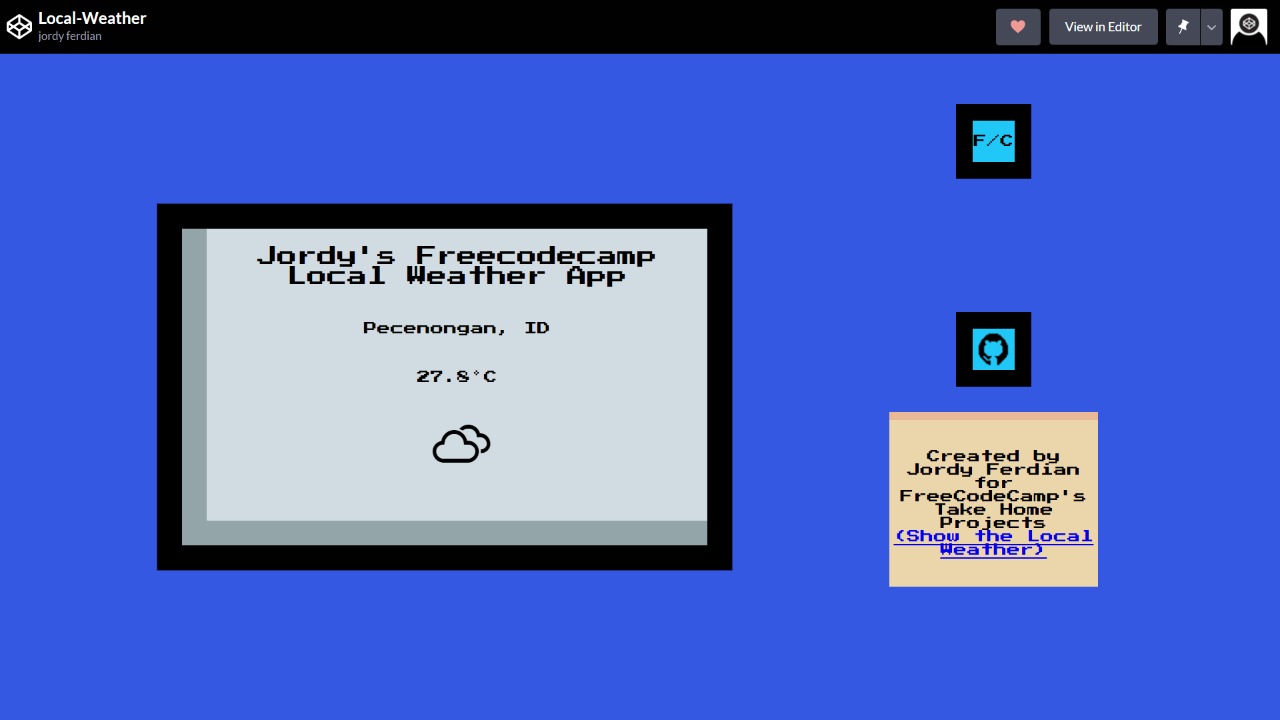 Local-Weather
jordy ferdian
View in Editor
F/C
Jordy's Freecodecamp
Local Weather App
Pecenongan, ID
27.8°C
Created by
Jordy Ferdian
for
FreeCodeCamp's
Take Home
Projects
(Show the Local
Weather)